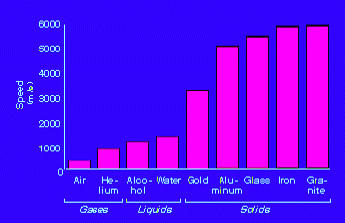 6000
5000
4000
3000
2000
1000
0
Speed
(m/s)
Air
He-
lium
Alco-
hol
Water
Gold
Alu-
minum
Glass
Iron
Gra-
nite
Gases
Liquids
Solids